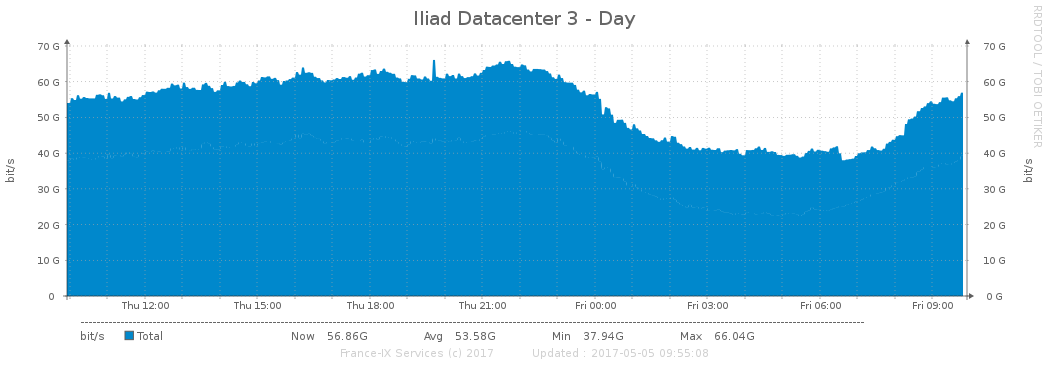 Iliad Datacenter 3 - Day
RRDTOOL / TOBI OETIKER
70 G 70 G
60 G 60 G
50 G 50 G
40 G 40 G
30 G 30 G
20 G 20 G
10 G 10 G
0 0 G
bit/s bit/s
Thu 12:00 Thu 15:00 Thu 18:00 Thu 21:00 Fri 00:00 Fri 03:00 Fri 06:00 Fri 09:00
bit/s Total Now 56.86G Avg 53.58G Min 37.94G Max 66.04G
France-IX Services (c) 2017 Updated : 2017-05-05 09:55:08